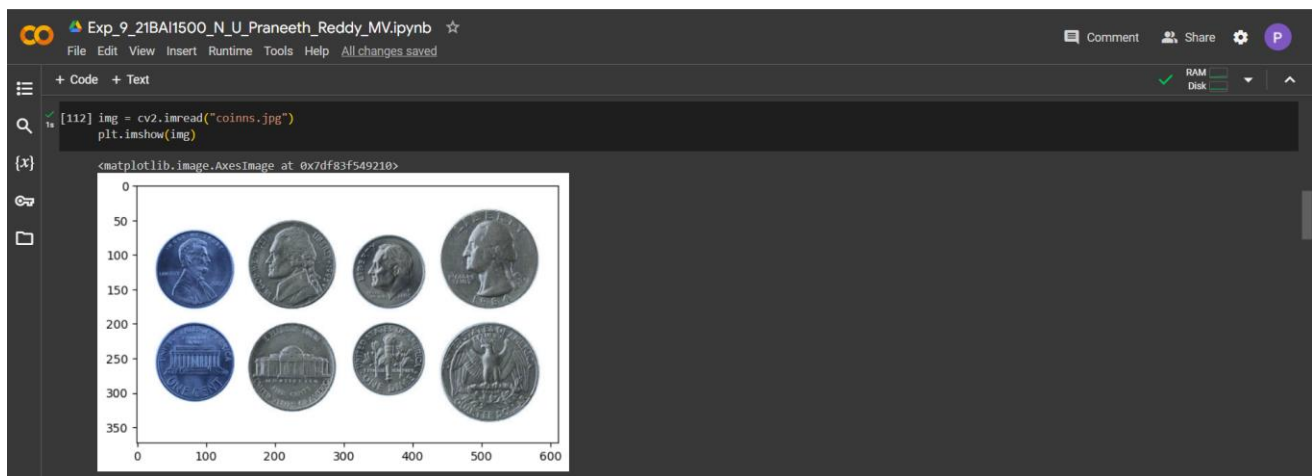 Exp_9_21BAI1500_N_U_Praneeth_Reddy_MV.ipynb
Comment Share P
File Edit View Insert Runtime Tools Help All changes saved
+ Code + Text
RAM
Disk
1s [112] img = cv2.imread("coinns.jpg")
plt.imshow(img)
{x}
<matplotlib.image.AxesImage at 0x7df83f549210>
0
50
100
150
200
250
300
350
0 100 200 300 400 500 600
LIBERTY